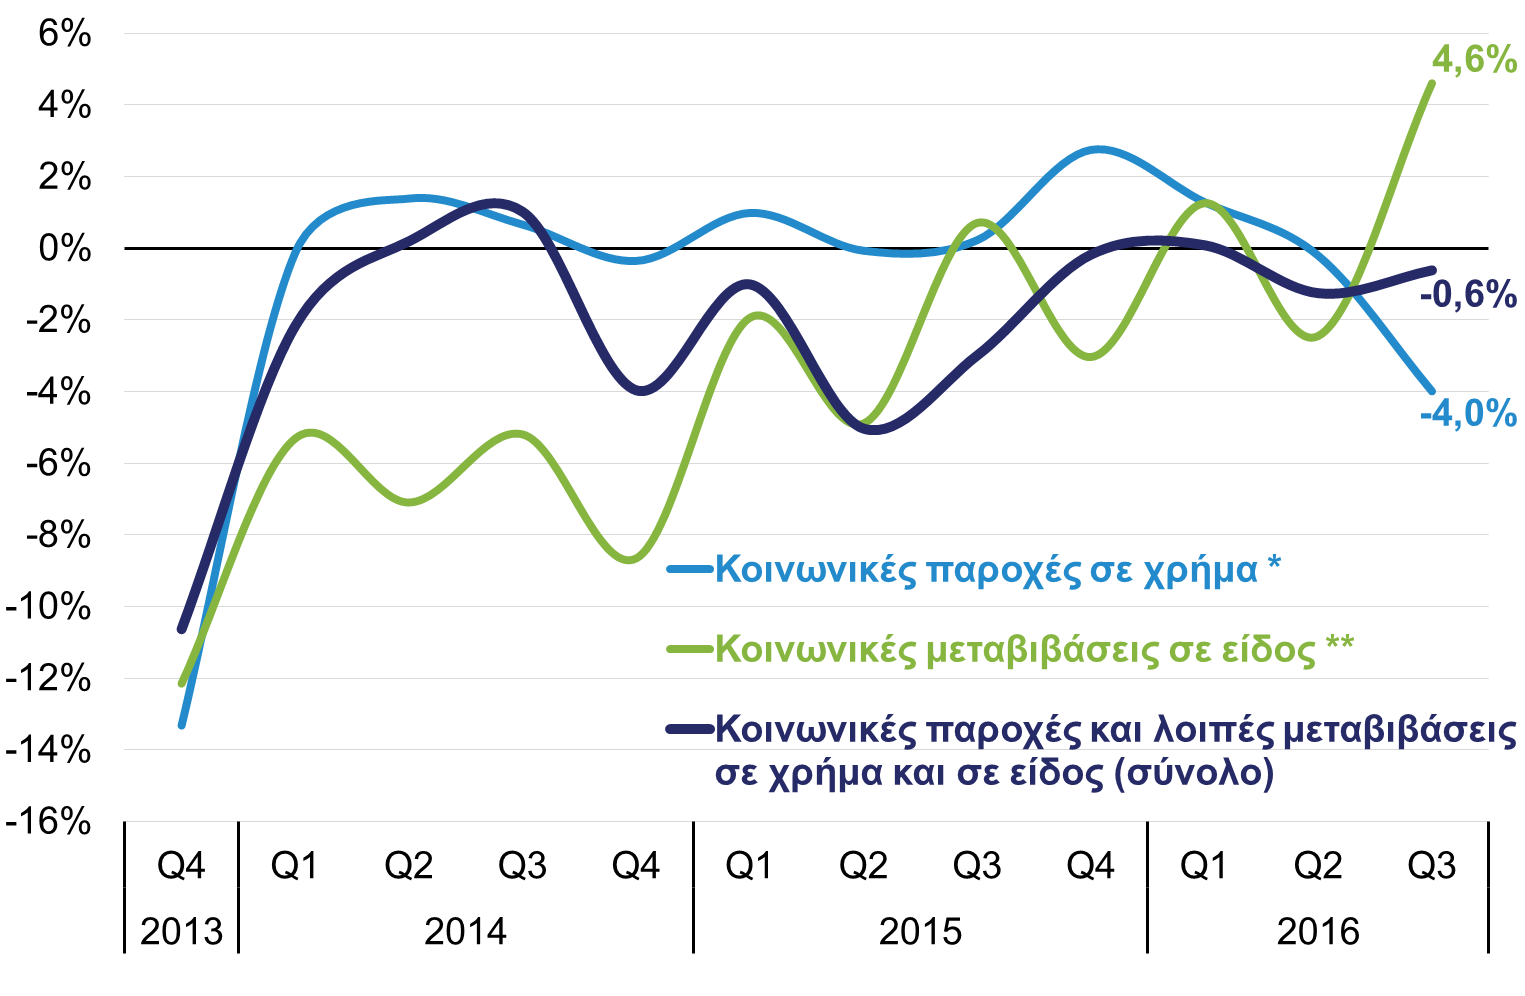 6%
4%
2%
0%
-2%
-4%
-6%
-8%
-10%
-12%
-14%
-16%
4,6%
-0,6%
-4,0%
Κοινωνικές παροχές σε χρήμα *
Κοινωνικές μεταβιβάσεις σε είδος **
Κοινωνικές παροχές και λοιπές μεταβιβάσεις
σε χρήμα και σε είδος (σύνολο)
Q4 Q1 Q2 Q3 Q4 Q1 Q2 Q3 Q4 Q1 Q2 Q3
2013 2014 2015 2016